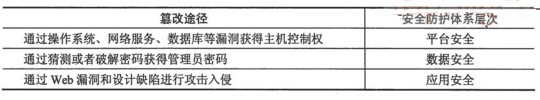 篡改途径 安全防护体系层次
通过操作系统、网络服务、数据库等漏洞获得主机控制权 平台安全
通过猜测或者破解密码获得管理员密码 数据安全
通过 Web 漏洞和设计缺陷进行攻击入侵 应用安全